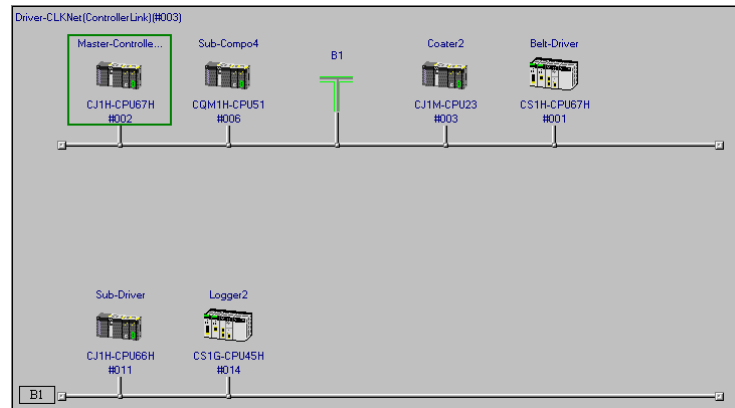 Driver-CLKNet(ControllerLink)(#003)
Master-Controlle... Sub-Compo4 B1 Coater2 Belt-Driver
CJ1H-CPU67H CQM1H-CPU51 CJ1M-CPU23 CS1H-CPU67H
#002 #006 #003 #001
Sub-Driver Logger2
CJ1H-CPU66H CS1G-CPU45H
#011 #014
B1